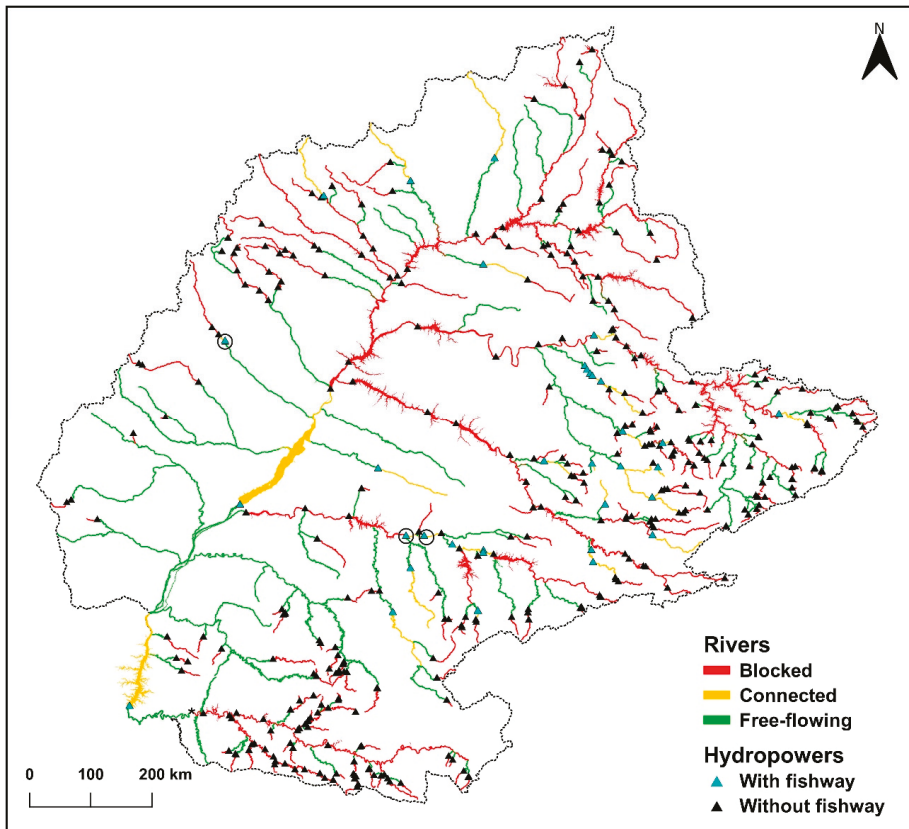 N
Rivers
Blocked
Connected
Free-flowing
Hydropowers
With fishway
Without fishway
0 100 200 km